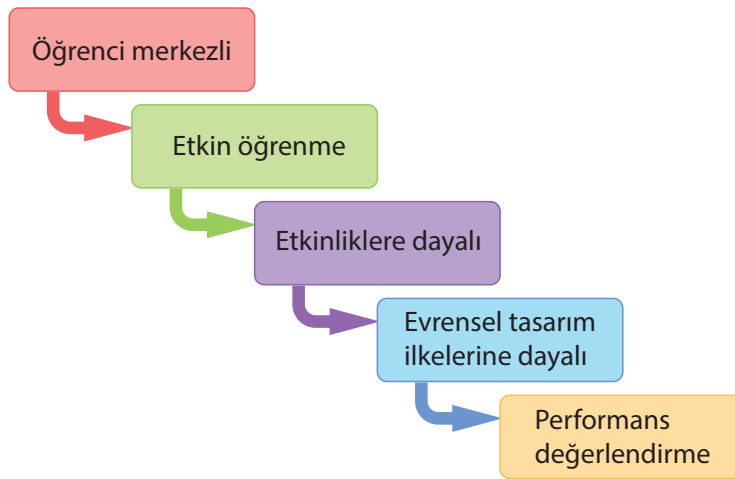 Öğrenci merkezli
Etkin öğrenme
Etkinliklere dayalı
Evrensel tasarım
ilkelerine dayalı
Performans
değerlendirme